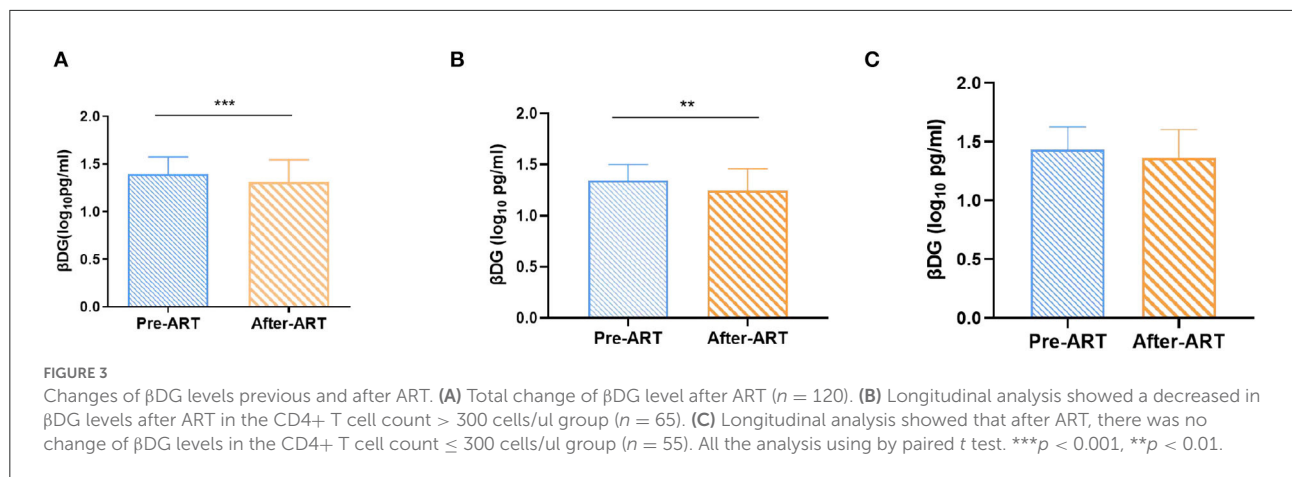 A
***
βDG(log₁₀pg/ml)
2.0
1.5
1.0
0.5
0.0
Pre-ART After-ART
B
**
βDG (log₁₀ pg/ml)
2.0
1.5
1.0
0.5
0.0
Pre-ART After-ART
C
βDG (log₁₀ pg/ml)
2.0
1.5
1.0
0.5
0.0
Pre-ART After-ART
FIGURE 3
Changes of βDG levels previous and after ART. (A) Total change of βDG level after ART (n = 120). (B) Longitudinal analysis showed a decreased in
βDG levels after ART in the CD4+ T cell count > 300 cells/ul group (n = 65). (C) Longitudinal analysis showed that after ART, there was no
change of βDG levels in the CD4+ T cell count ≤ 300 cells/ul group (n = 55). All the analysis using by paired t test. ***p < 0.001, **p < 0.01.